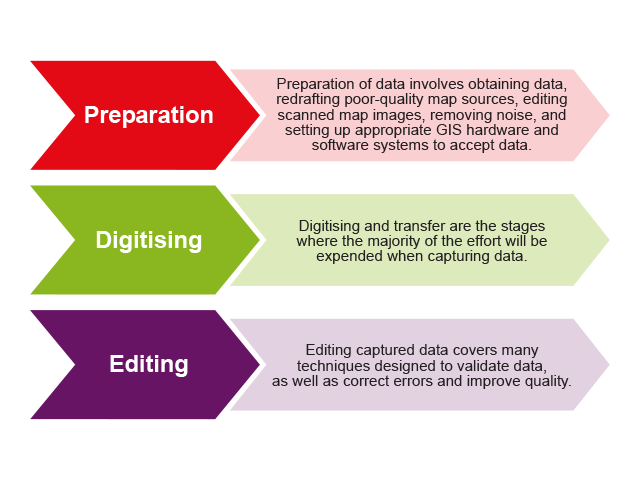 Preparation
Preparation of data involves obtaining data,
redrafting poor-quality map sources, editing
scanned map images, removing noise, and
setting up appropriate GIS hardware and
software systems to accept data.
Digitising
Digitising and transfer are the stages
where the majority of the effort will be
expended when capturing data.
Editing
Editing captured data covers many
techniques designed to validate data,
as well as correct errors and improve quality.